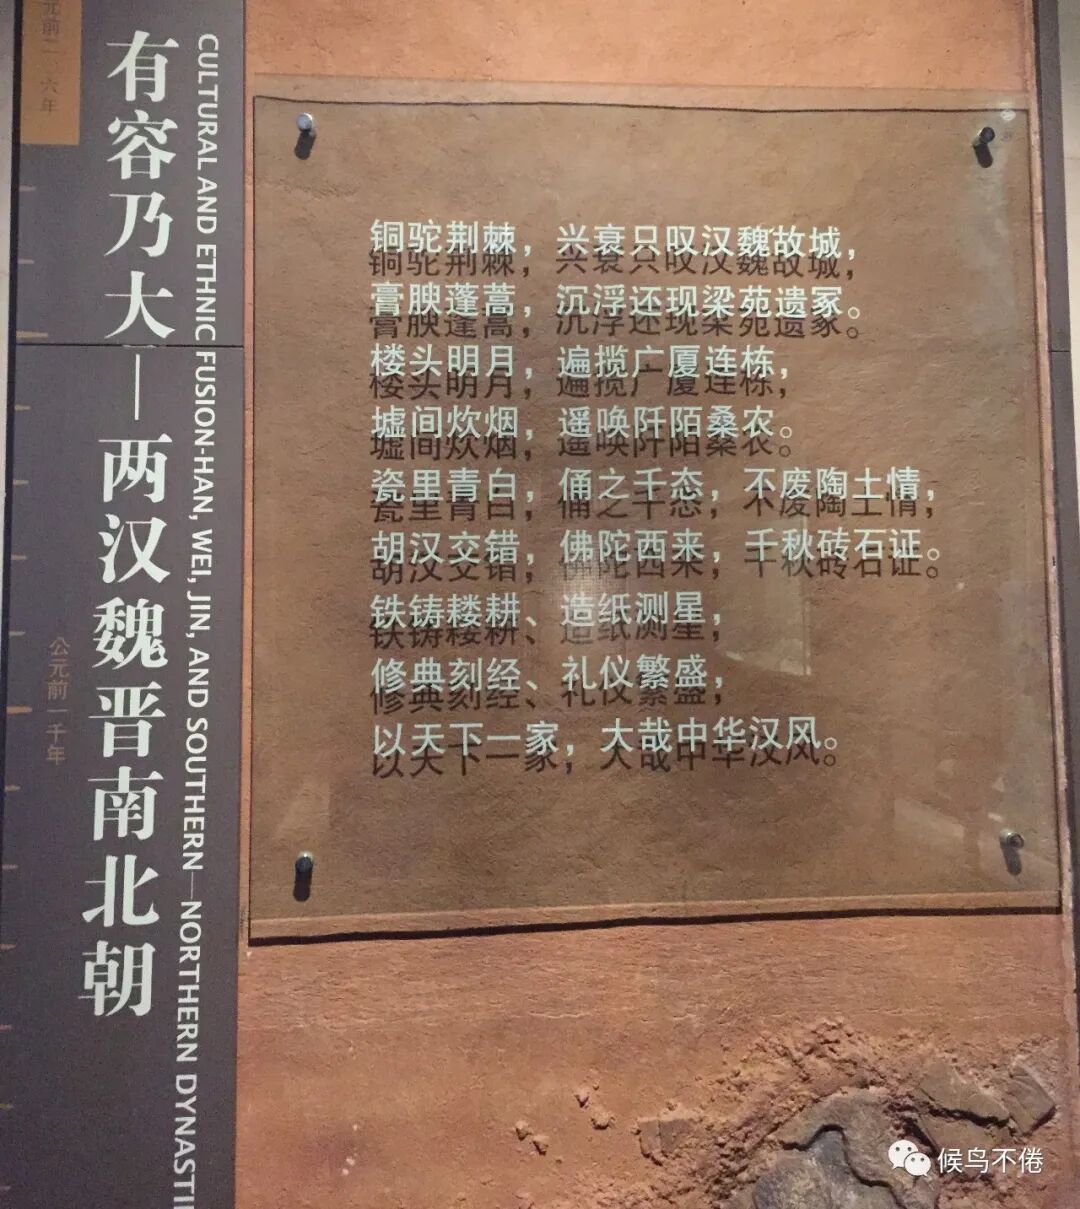 元前二〇六年
有容乃大——两汉魏晋南北朝
CULTURAL AND ETHNIC FUSION-HAN, WEI, JIN, AND SOUTHERN—NORTHERN
公元前一千年
铜驼荆棘，兴衰只叹汉魏故城，
膏腴蓬蒿，沉浮还现梁苑遗冢。
楼头明月，遍揽广厦连栋，
墟间炊烟，遥唤阡陌桑农。
瓷里青白，俑之千态，不废陶土情，
胡汉交错，佛陀西来，千秋砖石证。
铁铸耧耕、造纸测星，
修典刻经、礼仪繁盛，
以天下一家，大哉中华汉风。
候鸟不倦